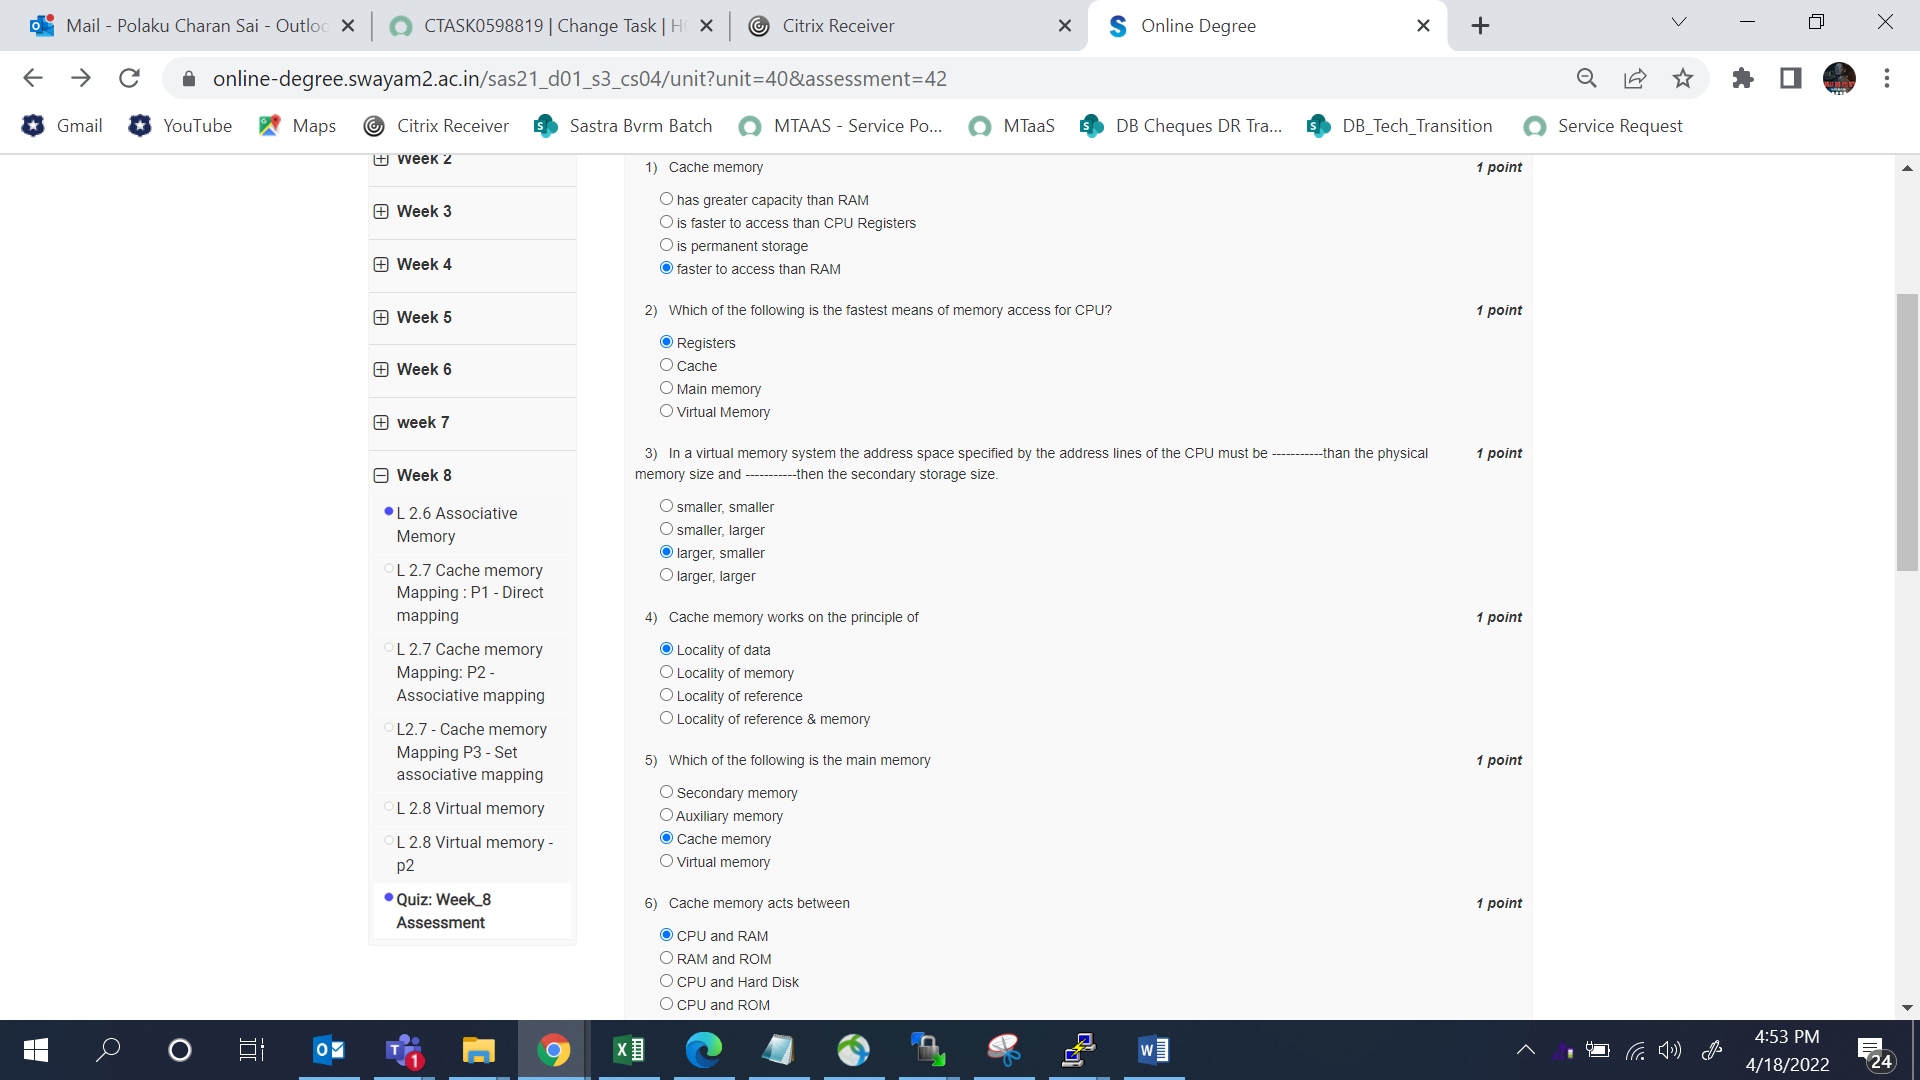 Mail - Polaku Charan Sai - Outloo
CTASK0598819 | Change Task | H
Citrix Receiver
Online Degree
online-degree.swayam2.ac.in/sas21_d01_s3_cs04/unit?unit=40&assessment=42
Gmail
YouTube
Maps
Citrix Receiver
Sastra Bvrm Batch
MTAAS - Service Po...
MTaaS
DB Cheques DR Tra...
DB_Tech_Transition
Service Request
Week 2
Week 3
Week 4
Week 5
Week 6
week 7
Week 8
L 2.6 Associative
Memory
L 2.7 Cache memory
Mapping : P1 - Direct
mapping
L 2.7 Cache memory
Mapping: P2 -
Associative mapping
L2.7 - Cache memory
Mapping P3 - Set
associative mapping
L 2.8 Virtual memory
L 2.8 Virtual memory -
p2
Quiz: Week_8
Assessment
1) Cache memory 1 point
has greater capacity than RAM
is faster to access than CPU Registers
is permanent storage
faster to access than RAM
2) Which of the following is the fastest means of memory access for CPU? 1 point
Registers
Cache
Main memory
Virtual Memory
3) In a virtual memory system the address space specified by the address lines of the CPU must be -----------than the physical 1 point
memory size and -----------then the secondary storage size.
smaller, smaller
smaller, larger
larger, smaller
larger, larger
4) Cache memory works on the principle of 1 point
Locality of data
Locality of memory
Locality of reference
Locality of reference & memory
5) Which of the following is the main memory 1 point
Secondary memory
Auxiliary memory
Cache memory
Virtual memory
6) Cache memory acts between 1 point
CPU and RAM
RAM and ROM
CPU and Hard Disk
CPU and ROM
1
4:53 PM
4/18/2022
24